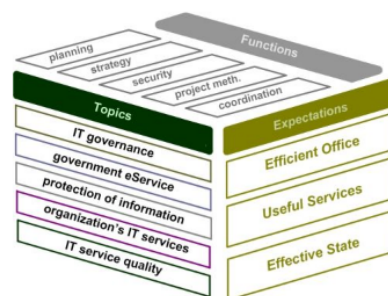 Functions
planning
strategy
security
project meth.
coordination
Topics
IT governance
government eService
protection of information
organization's IT services
IT service quality
Expectations
Efficient Office
Useful Services
Effective State